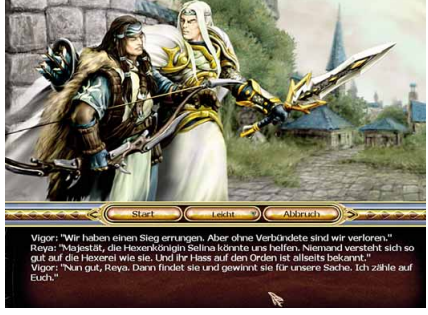 Start
Leicht
Abbruch
Vigor: "Wir haben einen Sieg errungen. Aber ohne Verbündete sind wir verloren."
Reya: "Majestät, die Hexenkönigin Selina könnte uns helfen. Niemand versteht sich so
gut auf die Hexerei wie sie. Und ihr Hass auf den Orden ist allseits bekannt."
Vigor: "Nun gut, Reya. Dann findet sie und gewinnt sie für unsere Sache. Ich zähle auf
Euch."